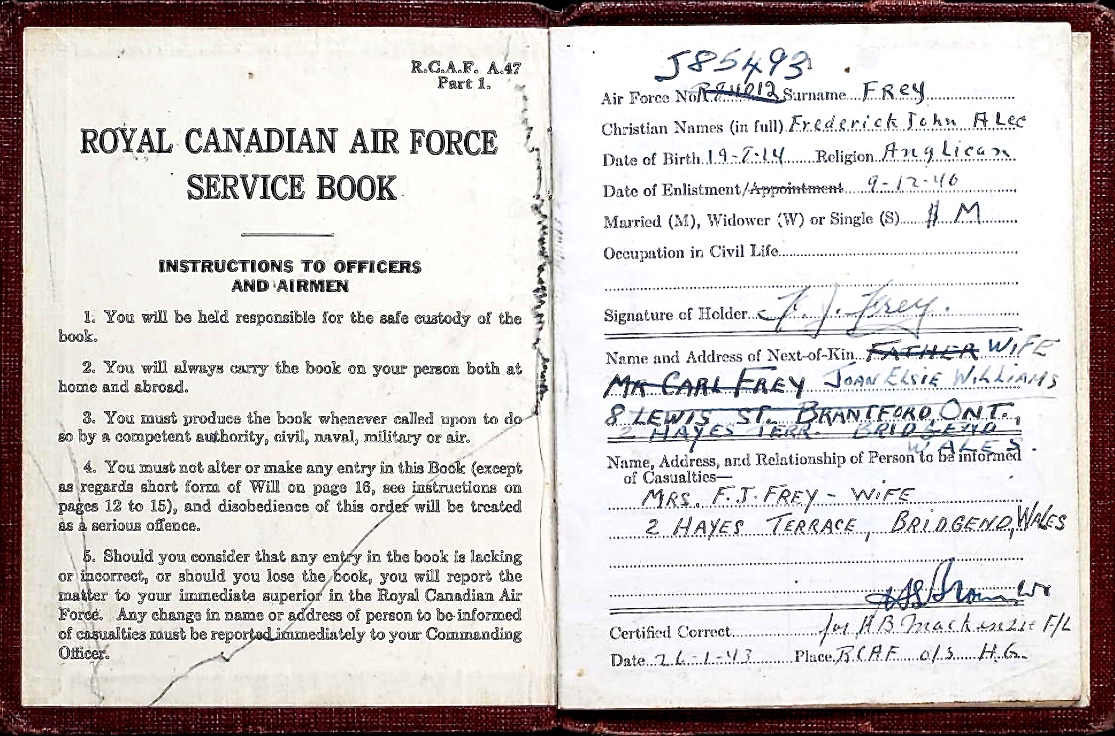 R.C.A.F. A.47
Part 1.
ROYAL CANADIAN AIR FORCE
SERVICE BOOK
INSTRUCTIONS TO OFFICERS
AND AIRMEN
1. You will be held responsible for the safe custody of the
book.
2. You will always carry the book on your person both at
home and abroad.
3. You must produce the book whenever called upon to do
so by a competent authority, civil, naval, military or air.
4. You must not alter or make any entry in this Book (except
as regards short form of Will on page 16, see instructions on
pages 12 to 15), and disobedience of this order will be treated
as a serious offence.
5. Should you consider that any entry in the book is lacking
or incorrect, or should you lose the book, you will report the
matter to your immediate superior in the Royal Canadian Air
Force. Any change in name or address of person to be informed
of casualties must be reported immediately to your Commanding
Officer.
J85493
Air Force No. Surname FREY
Christian Names (in full) Frederick John Alec
Date of Birth Religion Anglican
Date of Enlistment/Appointment 9-12-40
Married (M), Widower (W) or Single (S) M
Occupation in Civil Life
Signature of Holder F. J. Frey.
Name and Address of Next-of-Kin FATHER WIFE
MR CARL FREY JOAN ELSIE WILLIAMS
8 LEWIS ST. BRANTFORD ONT.,
2 HAYES TERR. BRIDGEND
WALES.
Name, Address, and Relationship of Person to be informed
of Casualties—
MRS. F.J. FREY - WIFE
2 HAYES TERRACE, BRIDGEND, WALES
Certified Correct for HB Mackenzie F/L
Date 26-1-43 Place RCAF O/S H.Q.